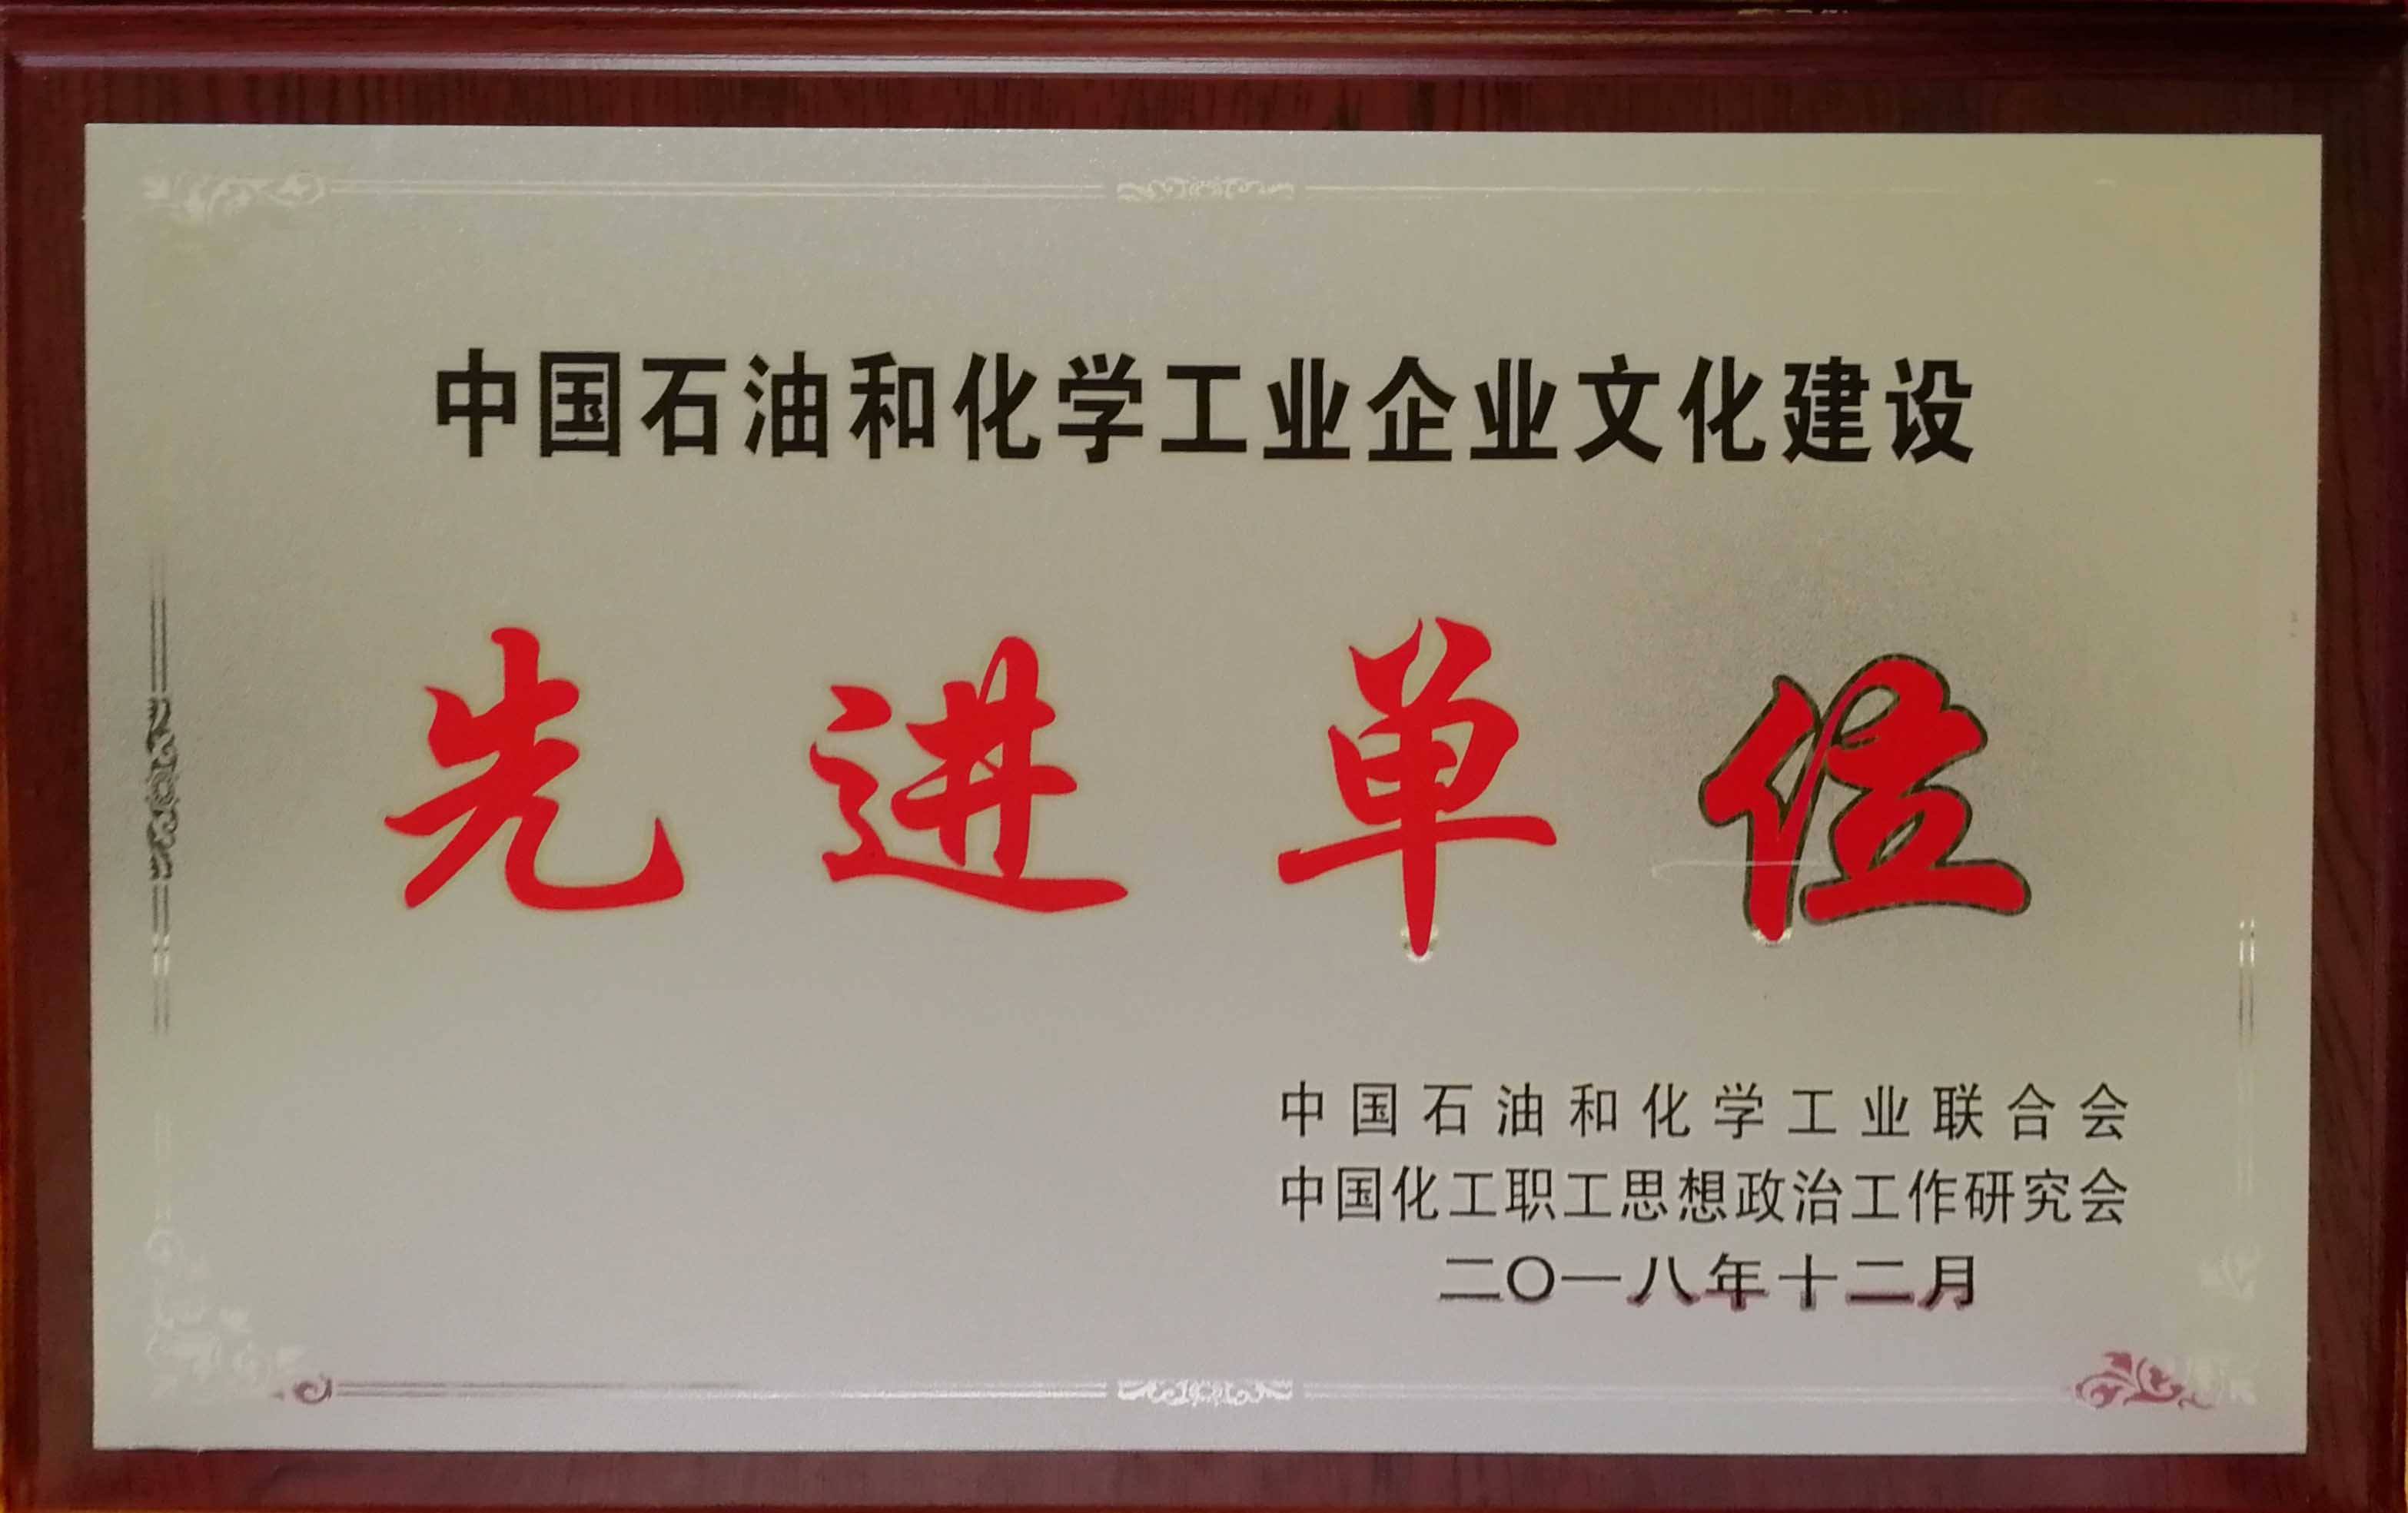 中国石油和化学工业企业文化建设
先进单位
中国石油和化学工业联合会
中国化工职工思想政治工作研究会
二〇一八年十二月